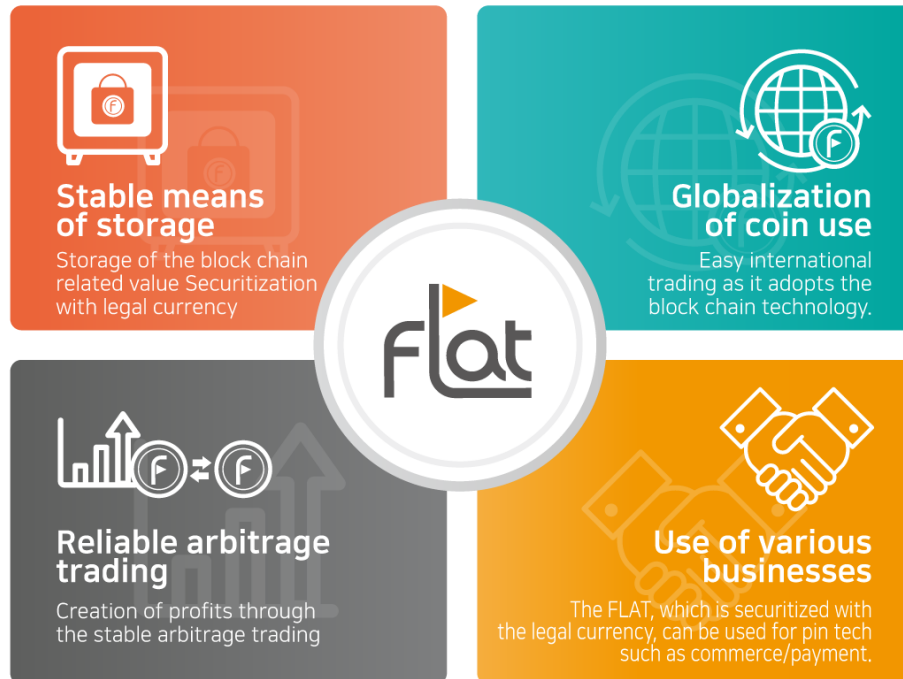 Stable means
of storage
Storage of the block chain
related value Securitization
with legal currency
Globalization
of coin use
Easy international
trading as it adopts the
block chain technology.
flat
Reliable arbitrage
trading
Creation of profits through
the stable arbitrage trading
Use of various
businesses
The FLAT, which is securitized with
the legal currency, can be used for pin tech
such as commerce/payment.